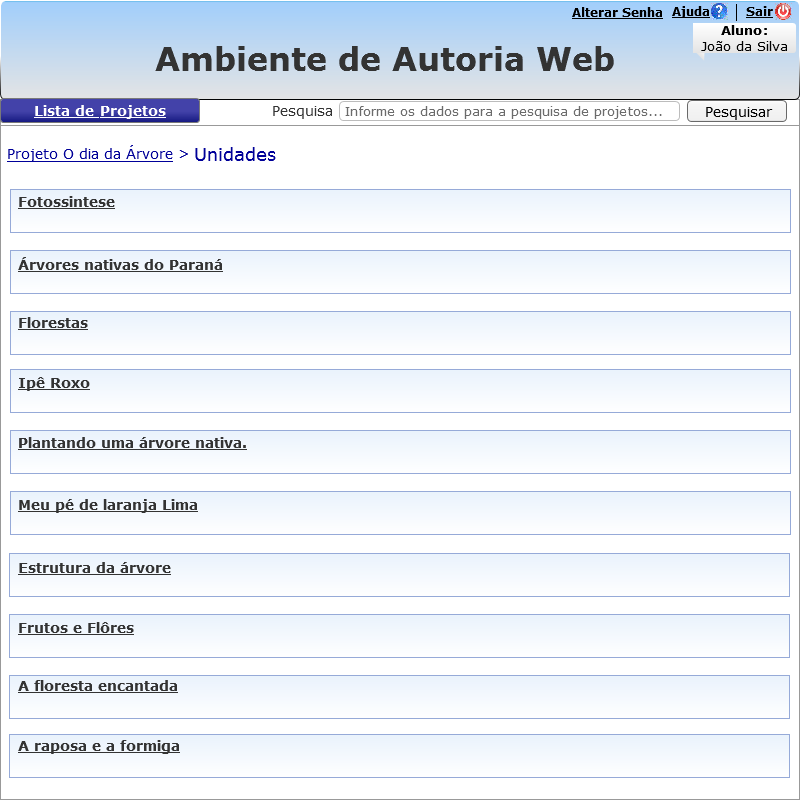 Alterar Senha Ajuda? | Sair
Aluno:
João da Silva
Ambiente de Autoria Web
Lista de Projetos Pesquisa Informe os dados para a pesquisa de projetos... Pesquisar
Projeto O dia da Árvore > Unidades
Fotossintese
Árvores nativas do Paraná
Florestas
Ipê Roxo
Plantando uma árvore nativa.
Meu pé de laranja Lima
Estrutura da árvore
Frutos e Flôres
A floresta encantada
A raposa e a formiga